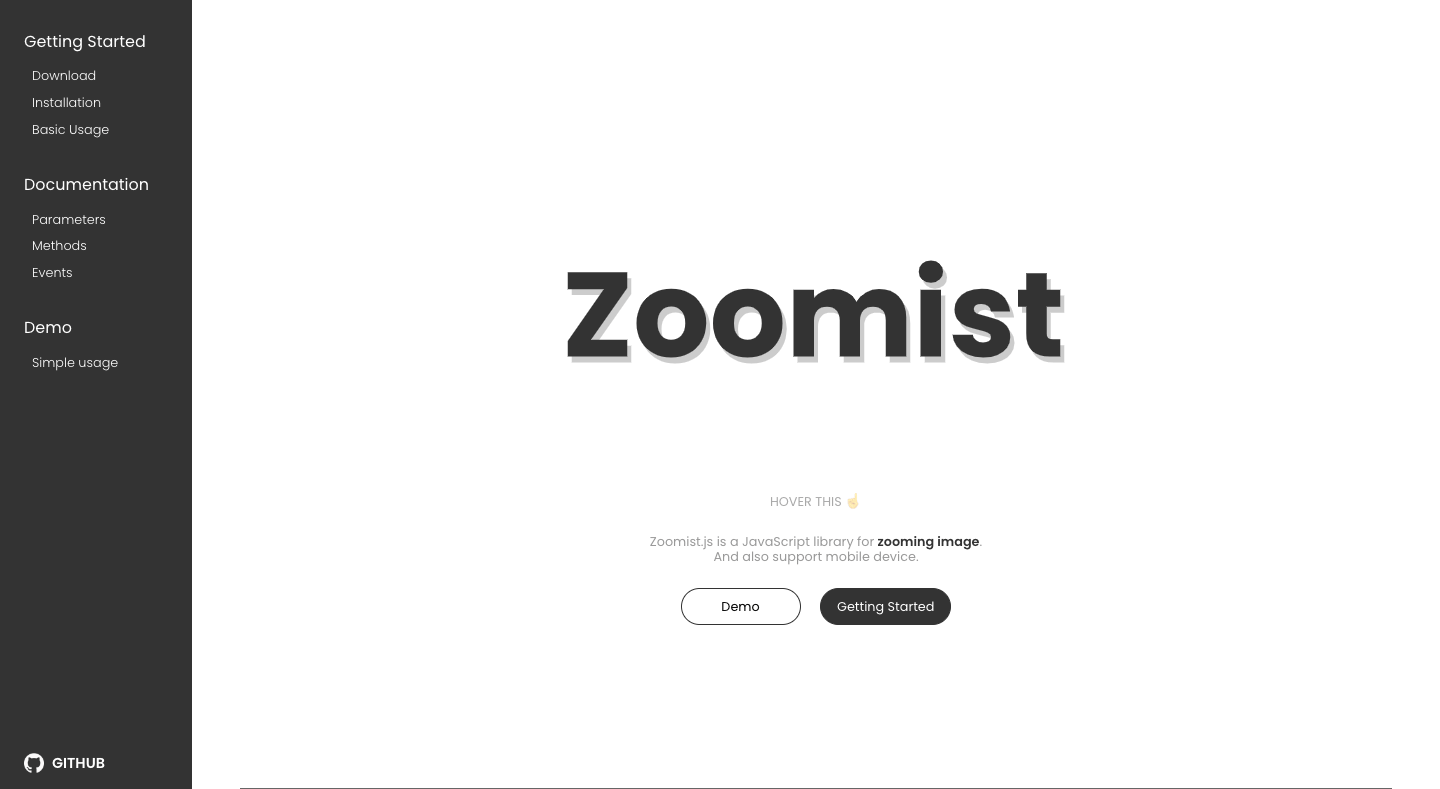 Getting Started
Download
Installation
Basic Usage
Documentation
Parameters
Methods
Events
Demo
Simple usage
GITHUB
Zoomist
HOVER THIS ☝
Zoomist.js is a JavaScript library for zooming image.
And also support mobile device.
Demo
Getting Started